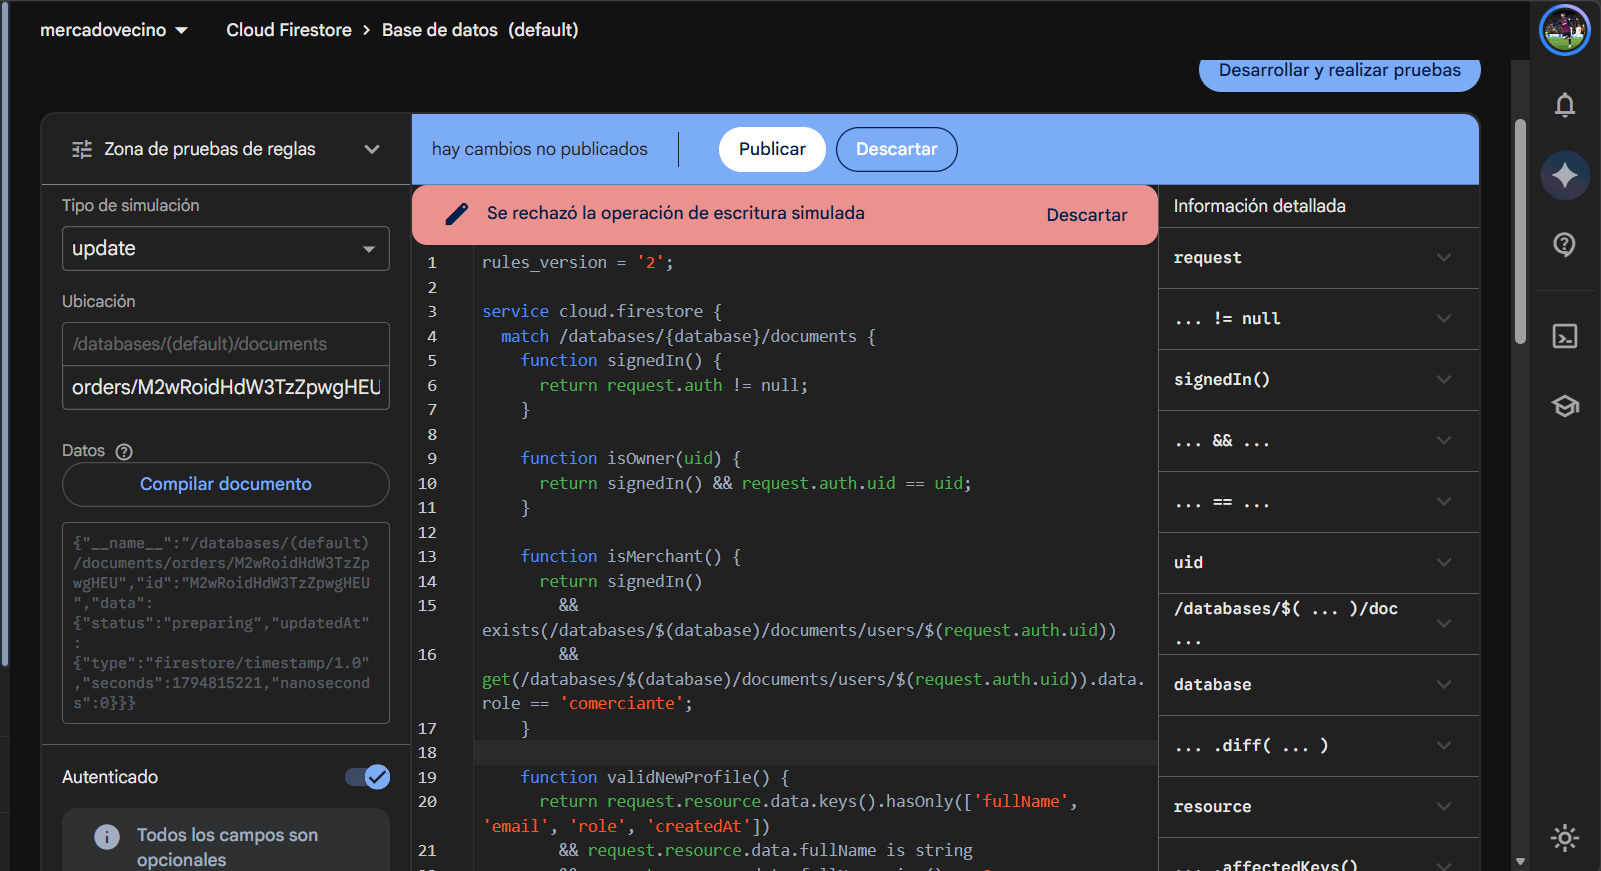 mercadovecino
Cloud Firestore > Base de datos (default)
Desarrollar y realizar pruebas
Zona de pruebas de reglas
hay cambios no publicados
Publicar
Descartar
Tipo de simulación
update
Ubicación
/databases/(default)/documents
orders/M2wRoidHdW3TzZpwgHEU
Datos
Compilar documento
{"__name__":"/databases/(default)
/documents/orders/M2wRoidHdW3TzZp
wgHEU","id":"M2wRoidHdW3TzZpwgHEU
","data":
{"status":"preparing","updatedAt"
:
{"type":"firestore/timestamp/1.0"
,"seconds":1794815221,"nanosecond
s":0}}}
Autenticado
Todos los campos son
opcionales
Se rechazó la operación de escritura simulada
Descartar
1 rules_version = '2';
2
3 service cloud.firestore {
4 match /databases/{database}/documents {
5 function signedIn() {
6 return request.auth != null;
7 }
8
9 function isOwner(uid) {
10 return signedIn() && request.auth.uid == uid;
11 }
12
13 function isMerchant() {
14 return signedIn()
15 &&
exists(/databases/$(database)/documents/users/$(request.auth.uid))
16 &&
get(/databases/$(database)/documents/users/$(request.auth.uid)).data.
role == 'comerciante';
17 }
18
19 function validNewProfile() {
20 return request.resource.data.keys().hasOnly(['fullName',
'email', 'role', 'createdAt'])
21 && request.resource.data.fullName is string
Información detallada
request
... != null
signedIn()
... && ...
... == ...
uid
/databases/$( ... )/doc
...
database
... .diff( ... )
resource
... .affectedKeys()